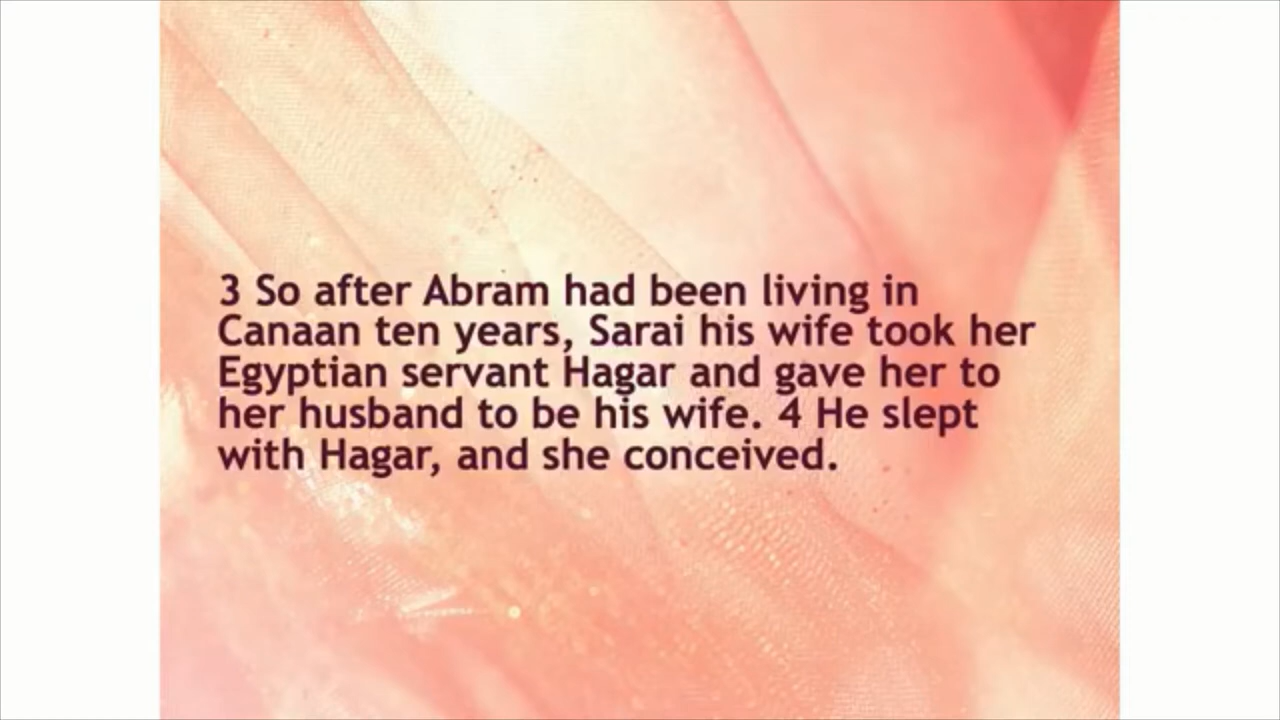 3 So after Abram had been living in
Canaan ten years, Sarai his wife took her
Egyptian servant Hagar and gave her to
her husband to be his wife. 4 He slept
with Hagar, and she conceived.